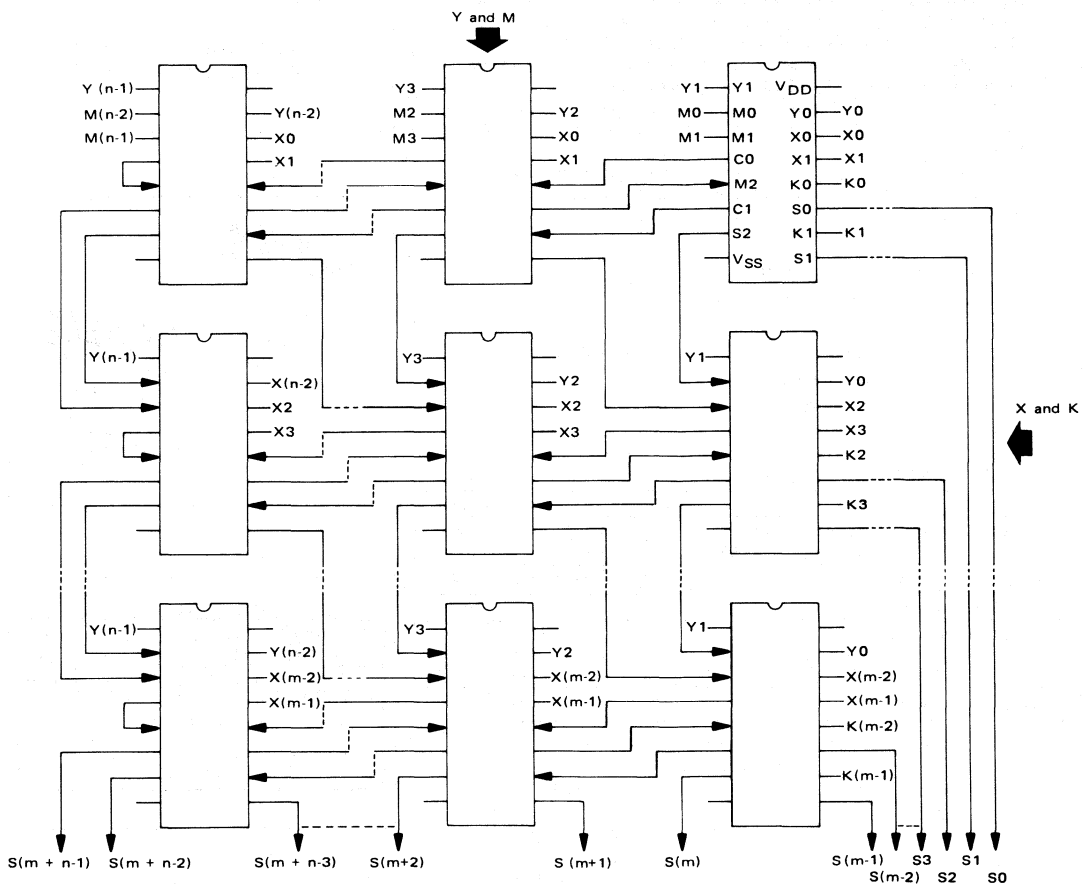 Y and M
Y (n-1)
M(n-2) Y(n-2)
M(n-1) X0
X1
Y3
M2 Y2
M3 X0
X1
Y1 Y1 VDD
M0 M0 Y0 Y0
M1 M1 X0 X0
C0 X1 X1
M2 K0 K0
C1 S0
S2 K1 K1
VSS S1
Y(n-1)
X(n-2)
X2
X3
Y3
Y2
X2
X3
Y1
Y0
X2
X3
K2
K3
X and K
Y(n-1)
Y(n-2)
X(m-2)
X(m-1)
Y3
Y2
X(m-2)
X(m-1)
Y1
Y0
X(m-2)
X(m-1)
K(m-2)
K(m-1)
S(m + n-1) S(m + n-2) S(m + n-3) S(m+2) S (m+1) S(m) S(m-1) S3 S1
S(m-2) S2 S0